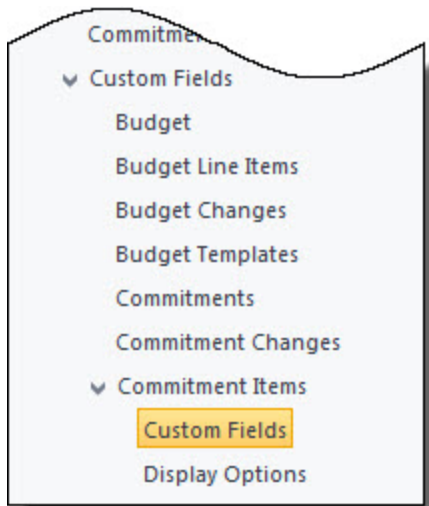 Commitme
Custom Fields
Budget
Budget Line Items
Budget Changes
Budget Templates
Commitments
Commitment Changes
Commitment Items
Custom Fields
Display Options